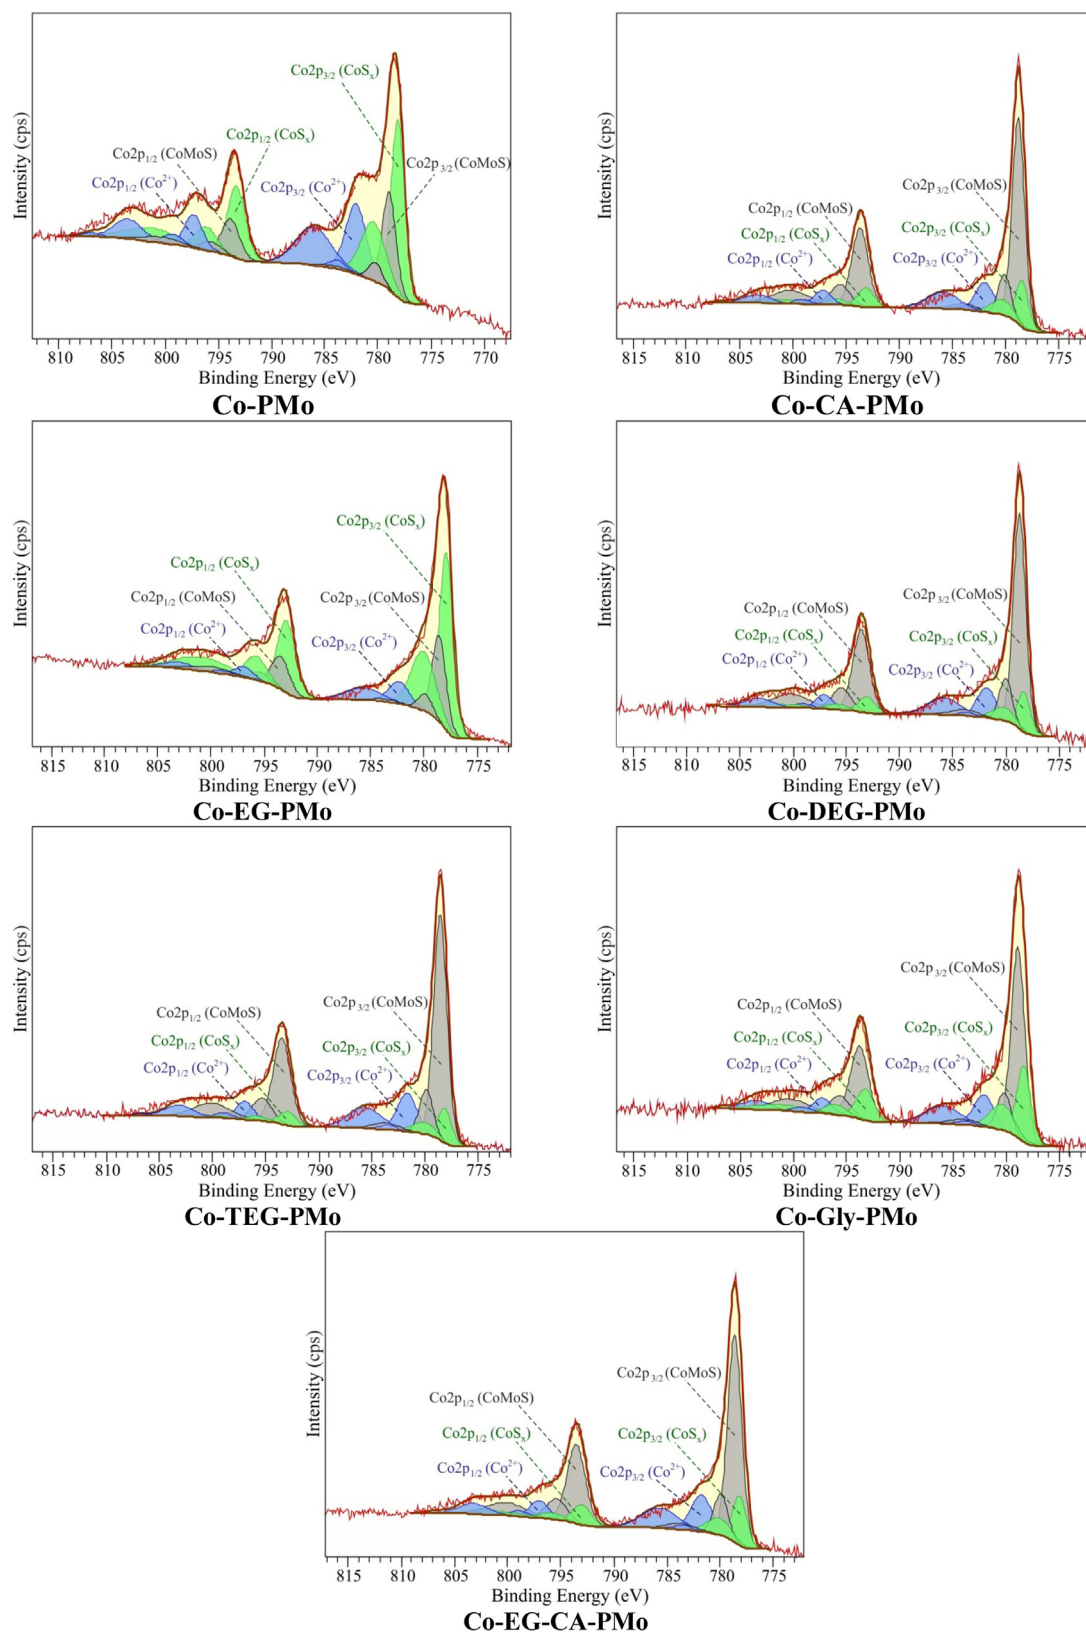 Intensity (cps)
Co2p3/2 (CoSx)
Co2p1/2 (CoSx)
Co2p1/2 (CoMoS)
Co2p3/2 (CoMoS)
Co2p1/2 (Co2+)
Co2p3/2 (Co2+)
810 805 800 795 790 785 780 775 770
Binding Energy (eV)
Co-PMo
Intensity (cps)
Co2p3/2 (CoMoS)
Co2p1/2 (CoMoS)
Co2p3/2 (CoSx)
Co2p1/2 (CoSx)
Co2p1/2 (Co2+)
Co2p3/2 (Co2+)
815 810 805 800 795 790 785 780 775
Binding Energy (eV)
Co-CA-PMo
Intensity (cps)
Co2p3/2 (CoSx)
Co2p1/2 (CoSx)
Co2p1/2 (CoMoS)
Co2p3/2 (CoMoS)
Co2p1/2 (Co2+)
Co2p3/2 (Co2+)
815 810 805 800 795 790 785 780 775
Binding Energy (eV)
Co-EG-PMo
Intensity (cps)
Co2p3/2 (CoMoS)
Co2p1/2 (CoMoS)
Co2p1/2 (CoSx)
Co2p3/2 (CoSx)
Co2p1/2 (Co2+)
Co2p3/2 (Co2+)
815 810 805 800 795 790 785 780 775
Binding Energy (eV)
Co-DEG-PMo
Intensity (cps)
Co2p3/2 (CoMoS)
Co2p1/2 (CoMoS)
Co2p1/2 (CoSx)
Co2p3/2 (CoSx)
Co2p1/2 (Co2+)
Co2p3/2 (Co2+)
815 810 805 800 795 790 785 780 775
Binding Energy (eV)
Co-TEG-PMo
Intensity (cps)
Co2p3/2 (CoMoS)
Co2p1/2 (CoMoS)
Co2p3/2 (CoSx)
Co2p1/2 (CoSx)
Co2p1/2 (Co2+)
Co2p3/2 (Co2+)
815 810 805 800 795 790 785 780 775
Binding Energy (eV)
Co-Gly-PMo
Intensity (cps)
Co2p3/2 (CoMoS)
Co2p1/2 (CoMoS)
Co2p1/2 (CoSx)
Co2p3/2 (CoSx)
Co2p1/2 (Co2+)
Co2p3/2 (Co2+)
815 810 805 800 795 790 785 780 775
Binding Energy (eV)
Co-EG-CA-PMo